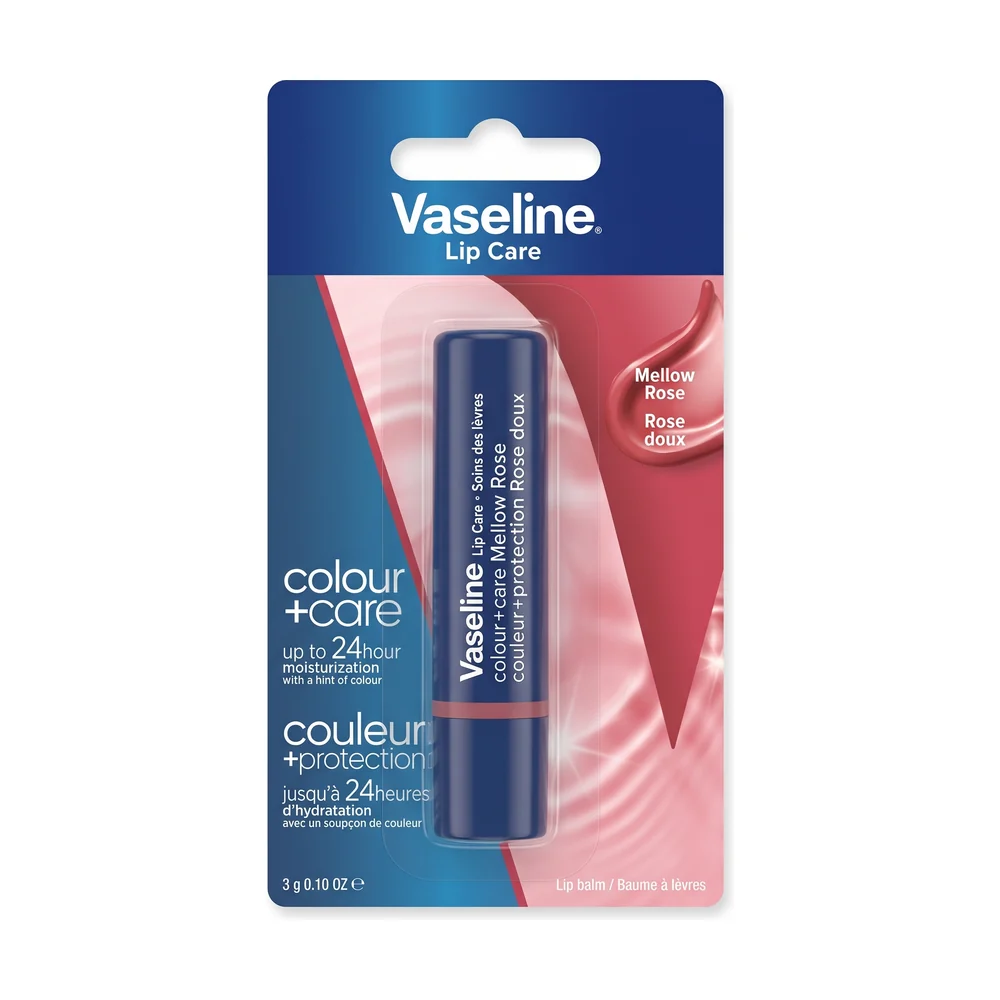 Vaseline®
Lip Care
Mellow
Rose
Rose
doux
Vaseline Lip Care • Soins des lèvres
colour+care Mellow Rose
couleur+protection Rose doux
colour
+care
up to 24hour
moisturization
with a hint of colour
couleur
+protection
jusqu'à 24heures
d'hydratation
avec un soupçon de couleur
3 g 0.10 OZ ℮
Lip balm / Baume à lèvres